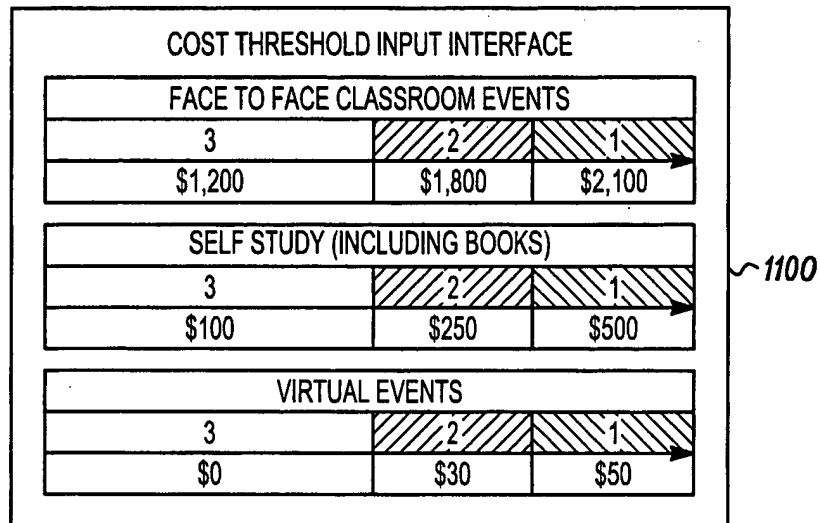 COST THRESHOLD INPUT INTERFACE
FACE TO FACE CLASSROOM EVENTS
3 2 1
$1,200 $1,800 $2,100
SELF STUDY (INCLUDING BOOKS)
3 2 1
$100 $250 $500
1100
VIRTUAL EVENTS
3 2 1
$0 $30 $50